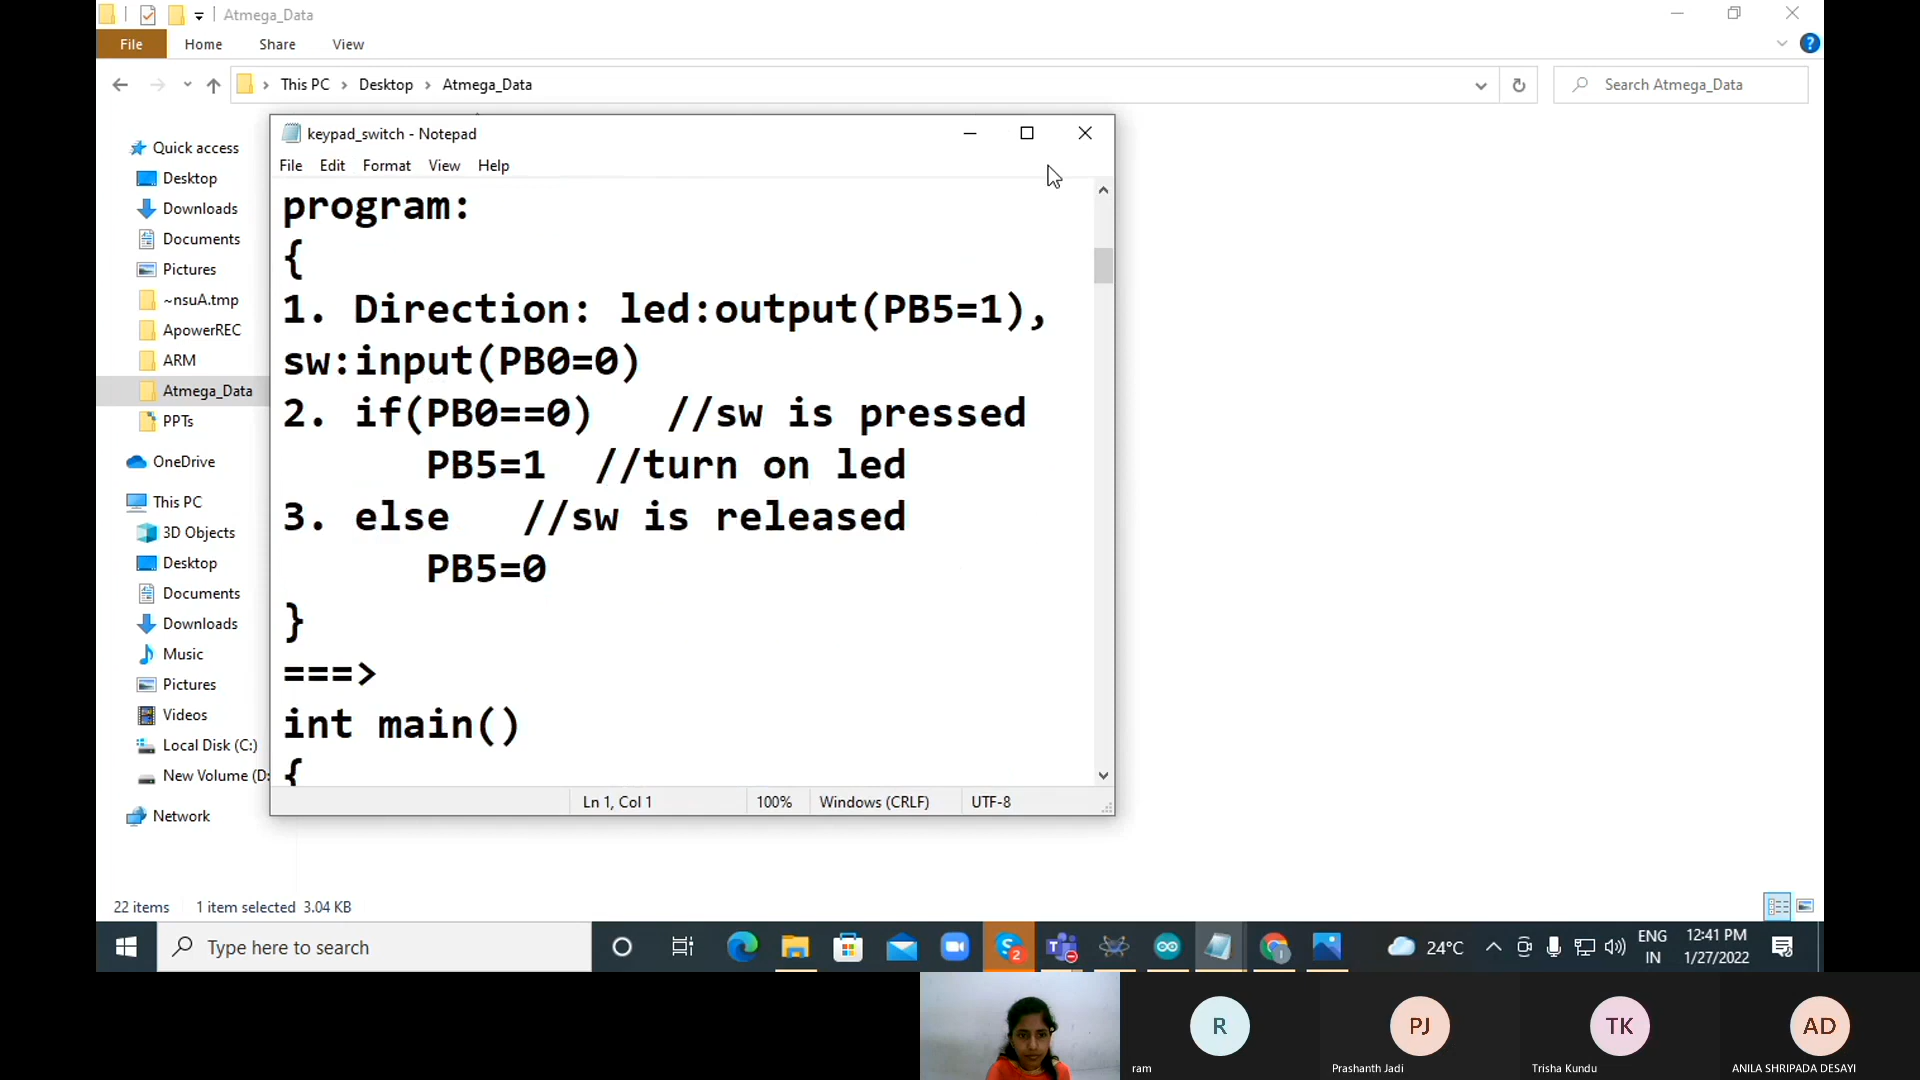 Atmega_Data
File Home Share View
This PC Desktop Atmega_Data
Search Atmega_Data
keypad_switch - Notepad
File Edit Format View Help
program:
{
1. Direction: led:output(PB5=1),
sw:input(PB0=0)
2. if(PB0==0) //sw is pressed
PB5=1 //turn on led
3. else //sw is released
PB5=0
}
===>
int main()
{
Ln 1, Col 1 100% Windows (CRLF) UTF-8
Quick access
Desktop
Downloads
Documents
Pictures
~nsuA.tmp
ApowerREC
ARM
Atmega_Data
PPTs
OneDrive
This PC
3D Objects
Desktop
Documents
Downloads
Music
Pictures
Videos
Local Disk (C:)
New Volume (D:
Network
22 items 1 item selected 3.04 KB
Type here to search
2
24°C
ENG
IN
12:41 PM
1/27/2022
R
PJ
TK
AD
ram
Prashanth Jadi
Trisha Kundu
ANILA SHRIPADA DESAYI